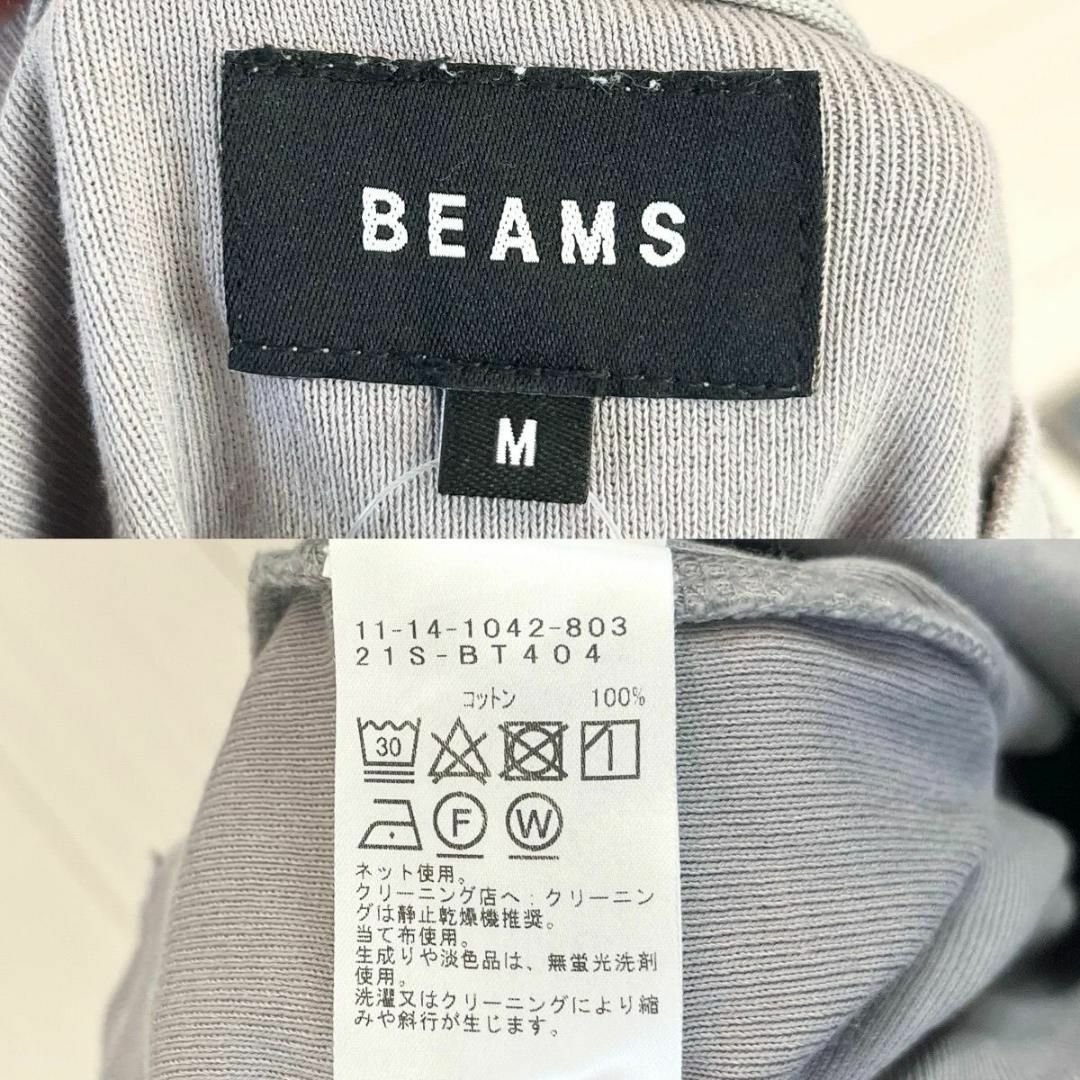 BEAMS
M
11-14-1042-803
21S-BT404
コットン 100%
30
F W
ネット使用。
クリーニング店へ:クリーニン
グは静止乾燥機推奨。
当て布使用。
生成りや淡色品は、無蛍光洗剤
使用。
洗濯又はクリーニングにより縮
みや斜行が生じます。